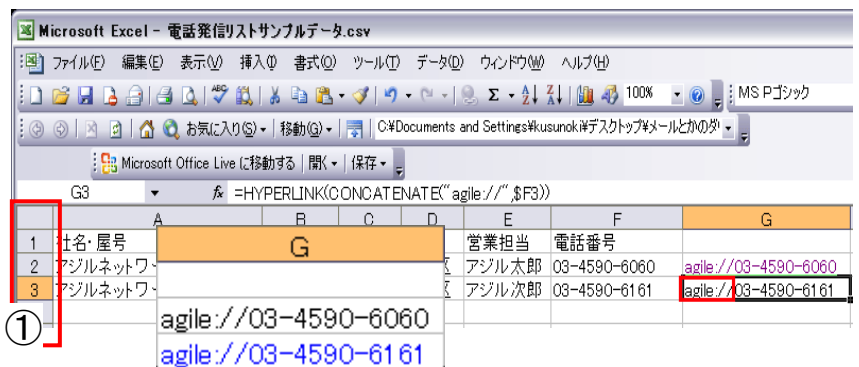 Microsoft Excel - 電話発信リストサンプルデータ.csv
ファイル(F) 編集(E) 表示(V) 挿入(I) 書式(O) ツール(T) データ(D) ウィンドウ(W) ヘルプ(H)
100% MS Pゴシック
お気に入り(S) 移動(G) C:¥Documents and Settings¥kusunoki¥デスクトップ¥メールとかの
Microsoft Office Live に移動する 開く 保存
G3 fx =HYPERLINK(CONCATENATE("agile://",$F3))
A B C D E F G
1 社名・屋号 営業担当 電話番号
2 アジルネットワ 区 アジル太郎 03-4590-6060 agile://03-4590-6060
3 アジルネットワ 区 アジル次郎 03-4590-6161 agile://03-4590-6161
①
G
agile://03-4590-6060
agile://03-4590-6161